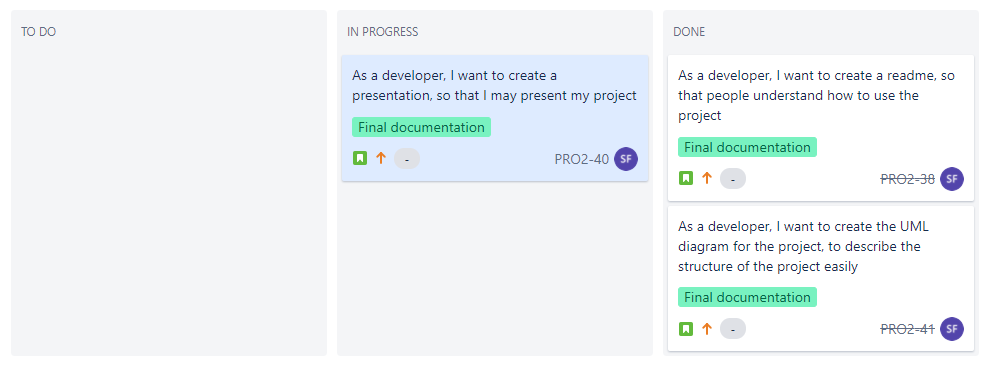 TO DO
IN PROGRESS
As a developer, I want to create a
presentation, so that I may present my project
Final documentation
-
PRO2-40
SF
DONE
As a developer, I want to create a readme, so
that people understand how to use the
project
Final documentation
-
PRO2-38
SF
As a developer, I want to create the UML
diagram for the project, to describe the
structure of the project easily
Final documentation
-
PRO2-41
SF